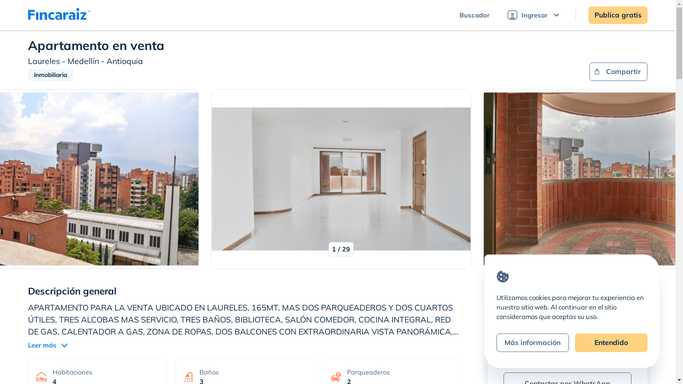 Fincaraiz
Buscador
Ingresar
Publica gratis
Apartamento en venta
Laureles - Medellín - Antioquia
Inmobiliaria
Compartir
1 / 29
Descripción general
APARTAMENTO PARA LA VENTA UBICADO EN LAURELES, 165MT, MAS DOS PARQUEADEROS Y DOS CUARTOS
ÚTILES, TRES ALCOBAS MAS SERVICIO, TRES BAÑOS, BIBLIOTECA, SALÓN COMEDOR, COCINA INTEGRAL, RED
DE GAS, CALENTADOR A GAS, ZONA DE ROPAS, DOS BALCONES CON EXTRAORDINARIA VISTA PANORÁMICA,...
Leer más
Habitaciones
4
Baños
3
Parqueaderos
2
Utilizamos cookies para mejorar tu experiencia en
nuestro sitio web. Al continuar en el sitio
consideramos que aceptas su uso.
Más información
Entendido
Contactar por WhatsApp